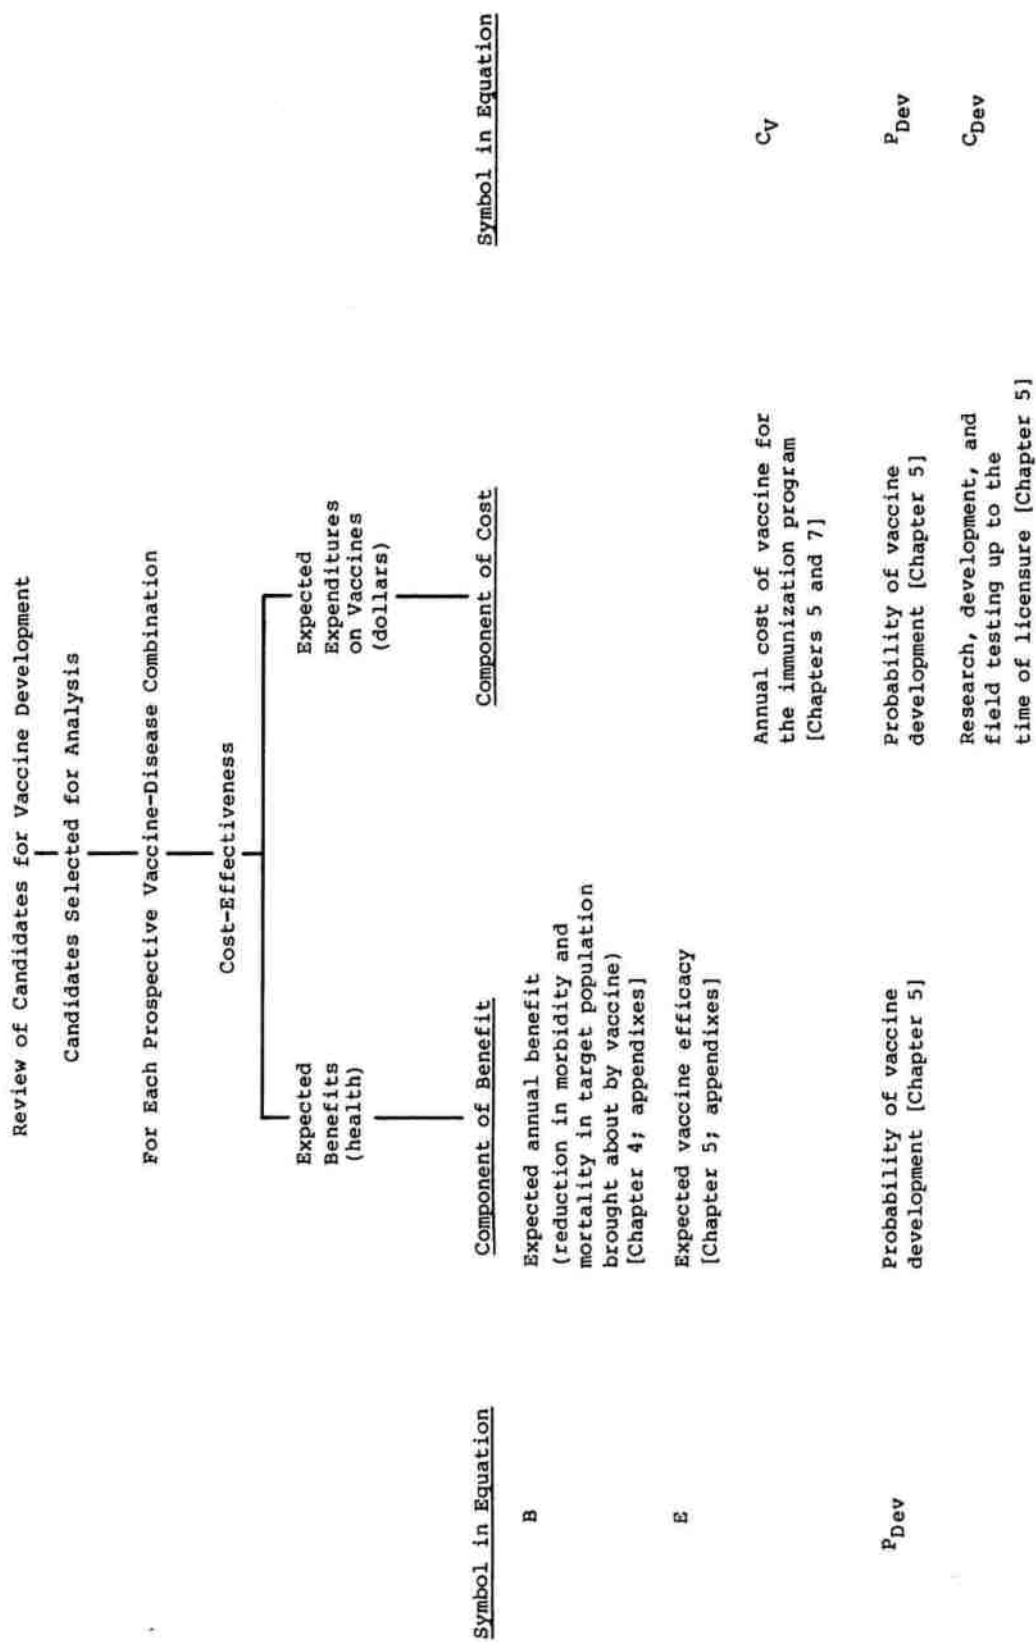 Review of Candidates for Vaccine Development
Candidates Selected for Analysis
For Each Prospective Vaccine-Disease Combination
Cost-Effectiveness
Expected
Benefits
(health)
Expected
Expenditures
on Vaccines
(dollars)
Symbol in Equation
Component of Benefit
Component of Cost
Symbol in Equation
B
Expected annual benefit
(reduction in morbidity and
mortality in target population
brought about by vaccine)
[Chapter 4; appendixes]
E
Expected vaccine efficacy
[Chapter 5; appendixes]
Annual cost of vaccine for
the immunization program
[Chapters 5 and 7]
CV
PDev
Probability of vaccine
development [Chapter 5]
Probability of vaccine
development [Chapter 5]
PDev
Research, development, and
field testing up to the
time of licensure [Chapter 5]
CDev